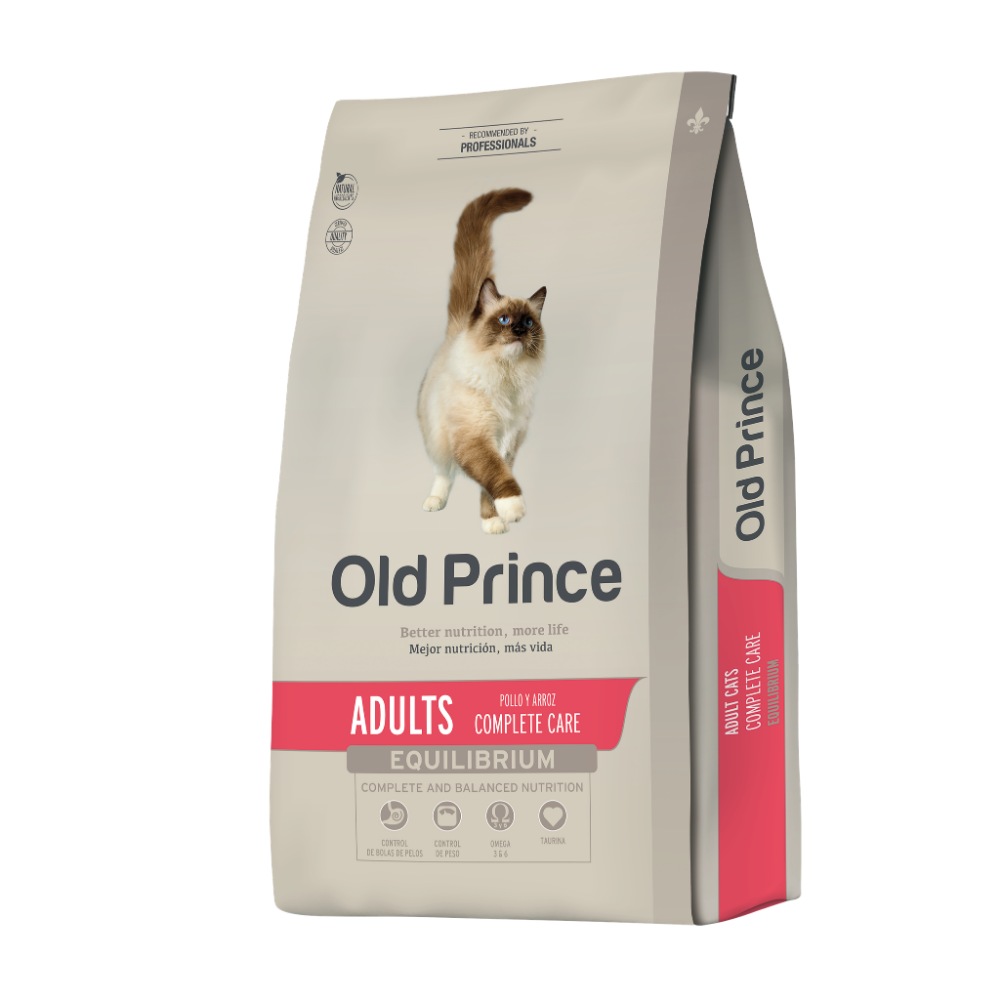 - RECOMMENDED BY -
PROFESSIONALS
NATURAL
QUALITY
Old Prince
Better nutrition, more life
Mejor nutrición, más vida
ADULTS
POLLO Y ARROZ
COMPLETE CARE
EQUILIBRIUM
COMPLETE AND BALANCED NUTRITION
CONTROL
DE BOLAS DE PELOS
CONTROL
DE PESO
OMEGA
3 & 6
TAURINA
Old Prince
ADULT CATS
COMPLETE CARE
EQUILIBRIUM